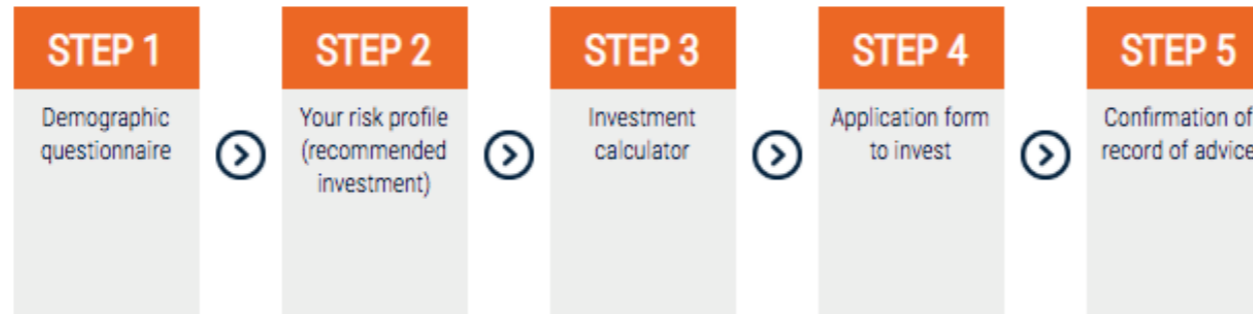 STEP 1
Demographic
questionnaire
STEP 2
Your risk profile
(recommended
investment)
STEP 3
Investment
calculator
STEP 4
Application form
to invest
STEP 5
Confirmation of
record of advice